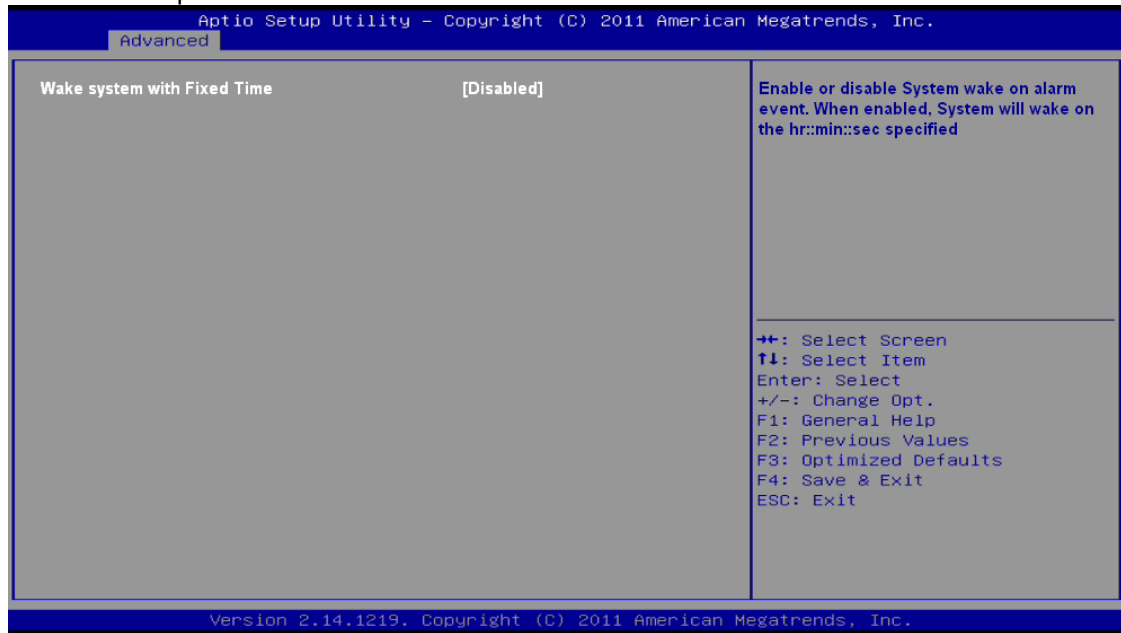 Aptio Setup Utility – Copyright (C) 2011 American Megatrends, Inc.
Advanced
Wake system with Fixed Time [Disabled]
Enable or disable System wake on alarm
event. When enabled, System will wake on
the hr::min::sec specified
→←: Select Screen
↑↓: Select Item
Enter: Select
+/-: Change Opt.
F1: General Help
F2: Previous Values
F3: Optimized Defaults
F4: Save & Exit
ESC: Exit
Version 2.14.1219. Copyright (C) 2011 American Megatrends, Inc.